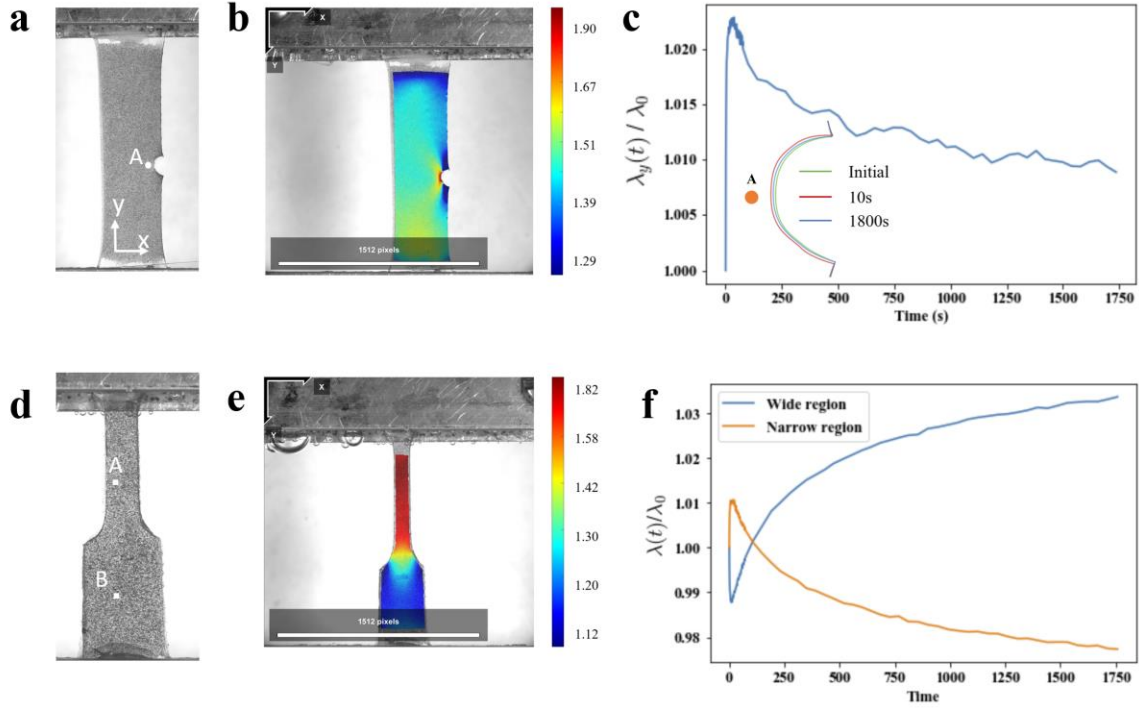 a
A
y
x
b
X
Y
1512 pixels
1.90
1.67
1.51
1.39
1.29
c
λy(t) / λ0
1.020
1.015
1.010
1.005
1.000
A
Initial
10s
1800s
0 250 500 750 1000 1250 1500 1750
Time (s)
d
A
B
e
X
Y
1512 pixels
1.82
1.58
1.42
1.30
1.20
1.12
f
Wide region
Narrow region
λ(t)/λ0
1.03
1.02
1.01
1.00
0.99
0.98
0 250 500 750 1000 1250 1500 1750
Time